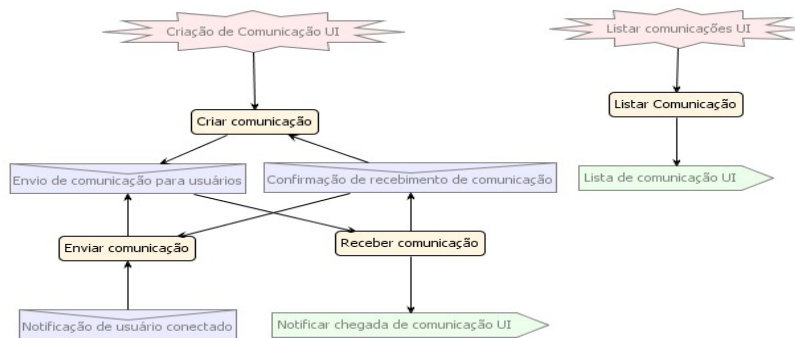 Criação de Comunicação UI
Listar comunicações UI
Criar comunicação
Listar Comunicação
Envio de comunicação para usuários
Confirmação de recebimento de comunicação
Lista de comunicação UI
Enviar comunicação
Receber comunicação
Notificação de usuário conectado
Notificar chegada de comunicação UI